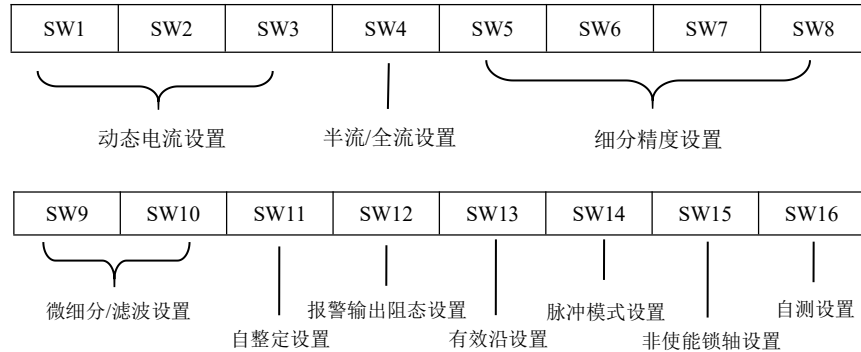 SW1 SW2 SW3 SW4 SW5 SW6 SW7 SW8
动态电流设置 半流/全流设置 细分精度设置
SW9 SW10 SW11 SW12 SW13 SW14 SW15 SW16
微细分/滤波设置 报警输出阻态设置 脉冲模式设置 自测设置
自整定设置 有效沿设置 非使能锁轴设置